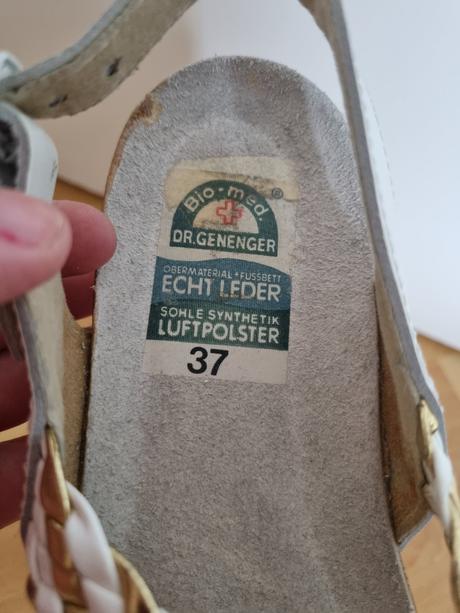 Bio-med.®
DR. GENENGER
OBERMATERIAL + FUSSBETT
ECHT LEDER
SOHLE SYNTHETIK
LUFTPOLSTER
37